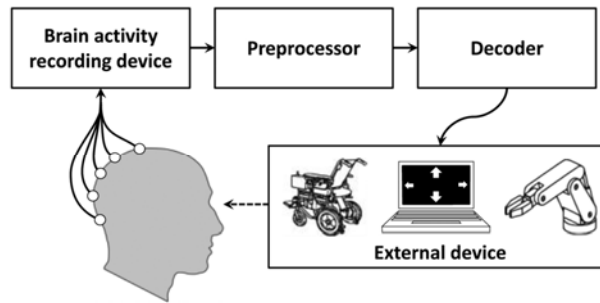 Brain activity
recording device
Preprocessor
Decoder
External device